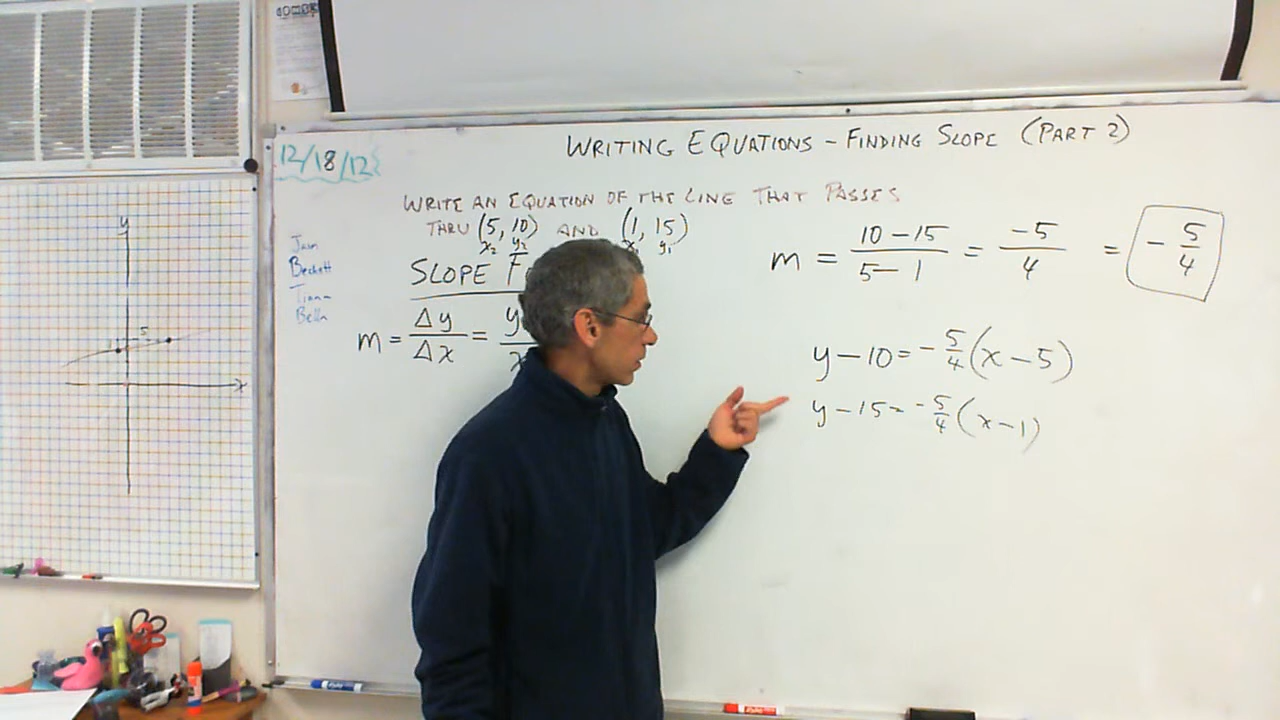 WRITING EQUATIONS - FINDING SLOPE (PART 2)
12/18/12
WRITE AN EQUATION OF THE LINE THAT PASSES
THRU (5, 10) AND (1, 15)
x₂ y₂ y₁
Beckett
Tiana
Bella
SLOPE
m = Δy/Δx =
m = (10 - 15)/(5 - 1) = -5/4 = -5/4
y - 10 = -5/4(x - 5)
y - 15 = -5/4(x - 1)
y
x
5
Expo